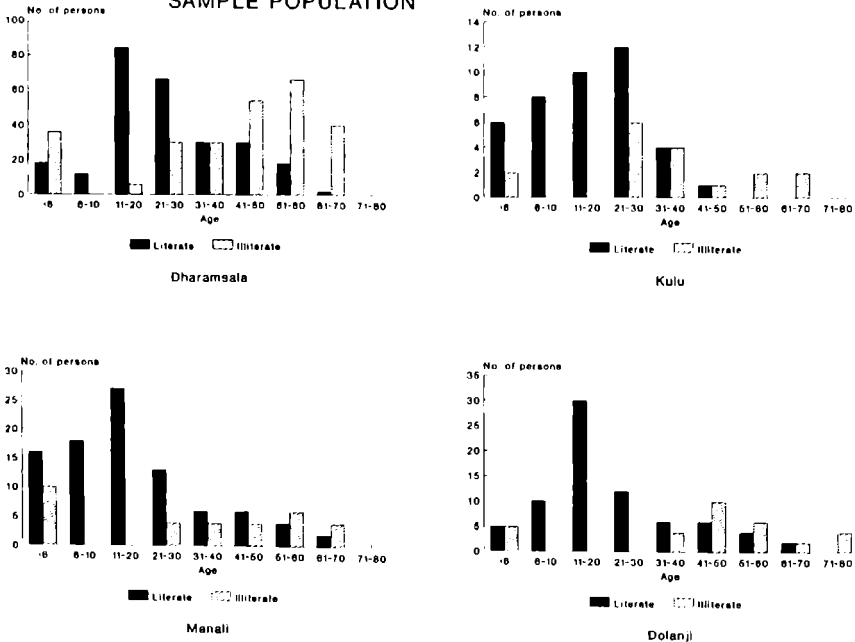 SAMPLE POPULATION
No. of persons
100
80
60
40
20
0
<6 6-10 11-20 21-30 31-40 41-50 51-60 61-70 71-80
Age
Literate Illiterate
Dharamsala
No. of persons
14
12
10
8
6
4
2
0
<6 6-10 11-20 21-30 31-40 41-50 51-60 61-70 71-80
Age
Literate Illiterate
Kulu
No. of persons
30
25
20
15
10
5
0
<6 6-10 11-20 21-30 31-40 41-50 51-60 61-70 71-80
Age
Literate Illiterate
Manali
No. of persons
35
30
25
20
15
10
5
0
<6 6-10 11-20 21-30 31-40 41-50 51-60 61-70 71-80
Age
Literate Illiterate
Dolanji